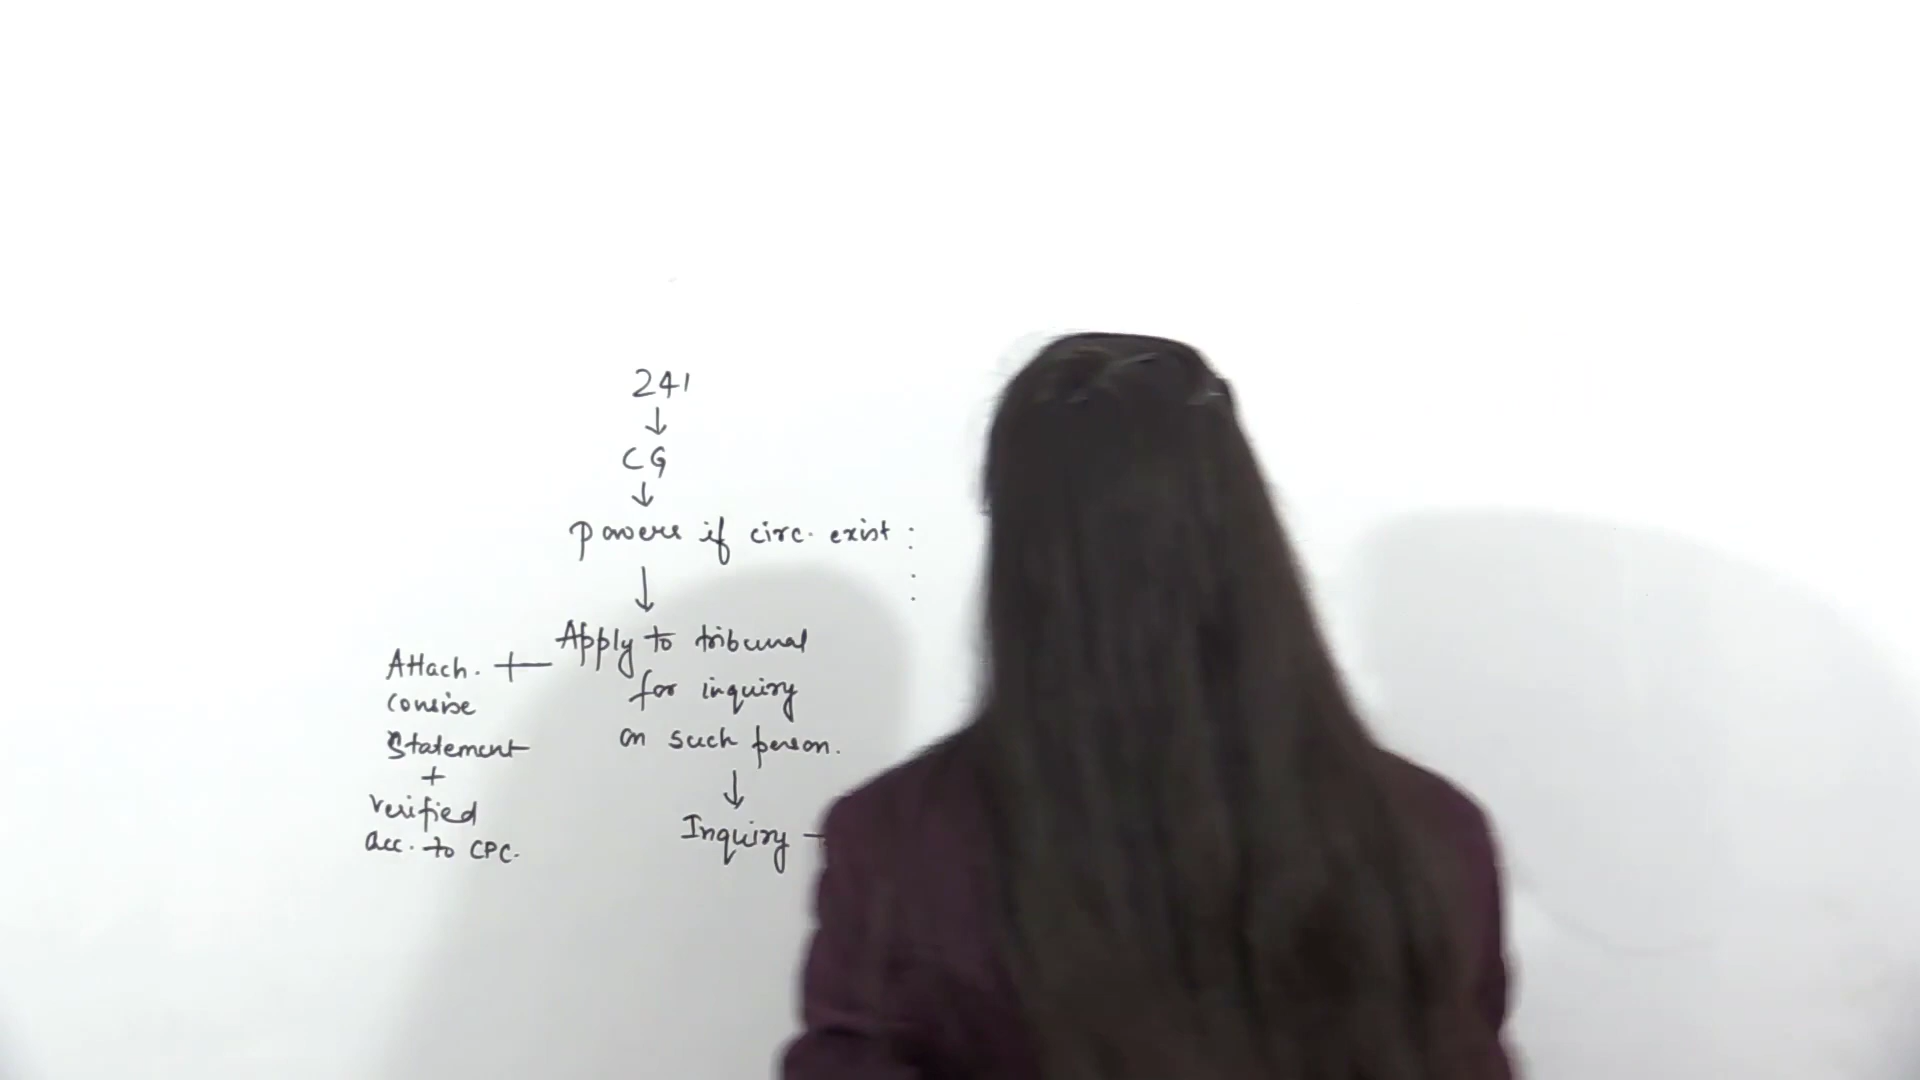 241
↓
CG
↓
powers if circ. exist :
↓
Apply to tribunal
for inquiry
on such person.
↓
Inquiry
Attach.
concise
statement
+
verified
acc. to CPC.